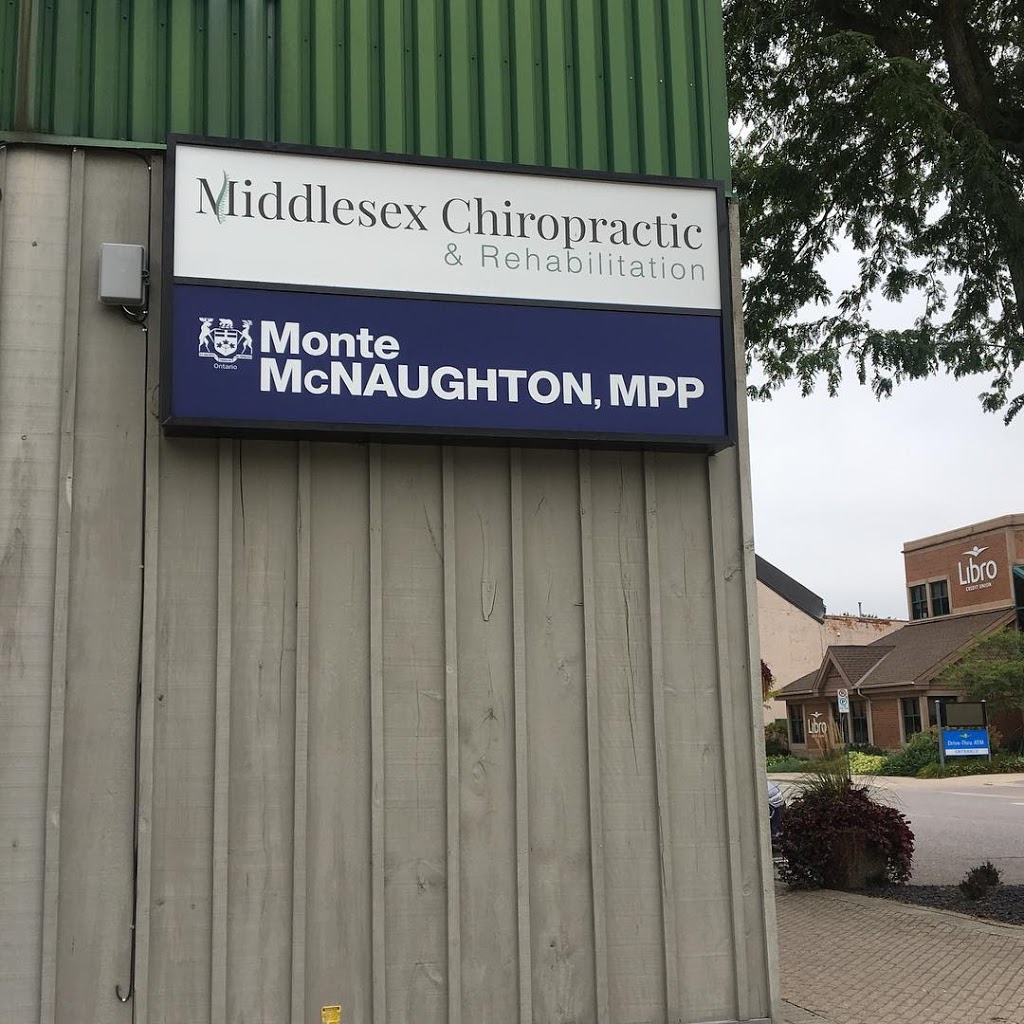 Middlesex Chiropractic
& Rehabilitation
Ontario
Monte
McNAUGHTON, MPP
Libro
CREDIT UNION
Libro
Drive-Thru ATM